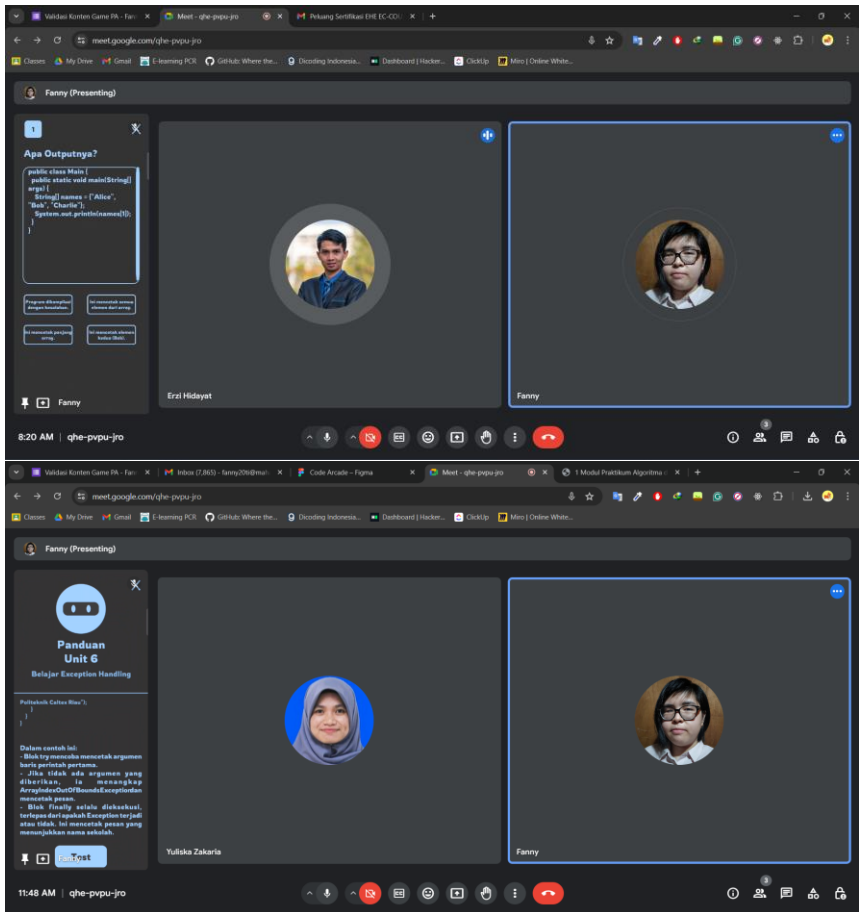 Validasi Konten Game PA - Fan
Meet - qhe-pvpu-jro
Peluang Sertifikasi EHE EC-COU
meet.google.com/qhe-pvpu-jro
Classes
My Drive
Gmail
E-learning PCR
GitHub: Where the...
Dicoding Indonesia...
Dashboard | Hacker...
ClickUp
Miro | Online White...
Fanny (Presenting)
1
Apa Outputnya?
public class Main {
public static void main(String[]
args) {
String[] names = {"Alice",
"Bob", "Charlie"};
System.out.println(names[1]);
}
}
Program dikompilasi
dengan kesalahan.
Ini mencetak semua
elemen dari array.
Ini mencetak panjang
array.
Ini mencetak elemen
kedua (Bob).
Fanny
Erzi Hidayat
Fanny
8:20 AM | qhe-pvpu-jro
3
Validasi Konten Game PA - Fan
Inbox (7,865) - fanny20ti@mah
Code Arcade – Figma
Meet - qhe-pvpu-jro
1 Modul Praktikum Algoritma
meet.google.com/qhe-pvpu-jro
Classes
My Drive
Gmail
E-learning PCR
GitHub: Where the...
Dicoding Indonesia...
Dashboard | Hacker...
ClickUp
Miro | Online White...
Fanny (Presenting)
Panduan
Unit 6
Belajar Exception Handling
Politeknik Caltex Riau");
}
}
}
Dalam contoh ini:
- Blok try mencoba mencetak argumen
baris perintah pertama.
- Jika tidak ada argumen yang
diberikan, ia menangkap
ArrayIndexOutOfBoundsExceptiondan
mencetak pesan.
- Blok finally selalu dieksekusi,
terlepas dari apakah Exception terjadi
atau tidak. Ini mencetak pesan yang
menunjukkan nama sekolah.
Test
Fanny
Yuliska Zakaria
Fanny
11:48 AM | qhe-pvpu-jro
3